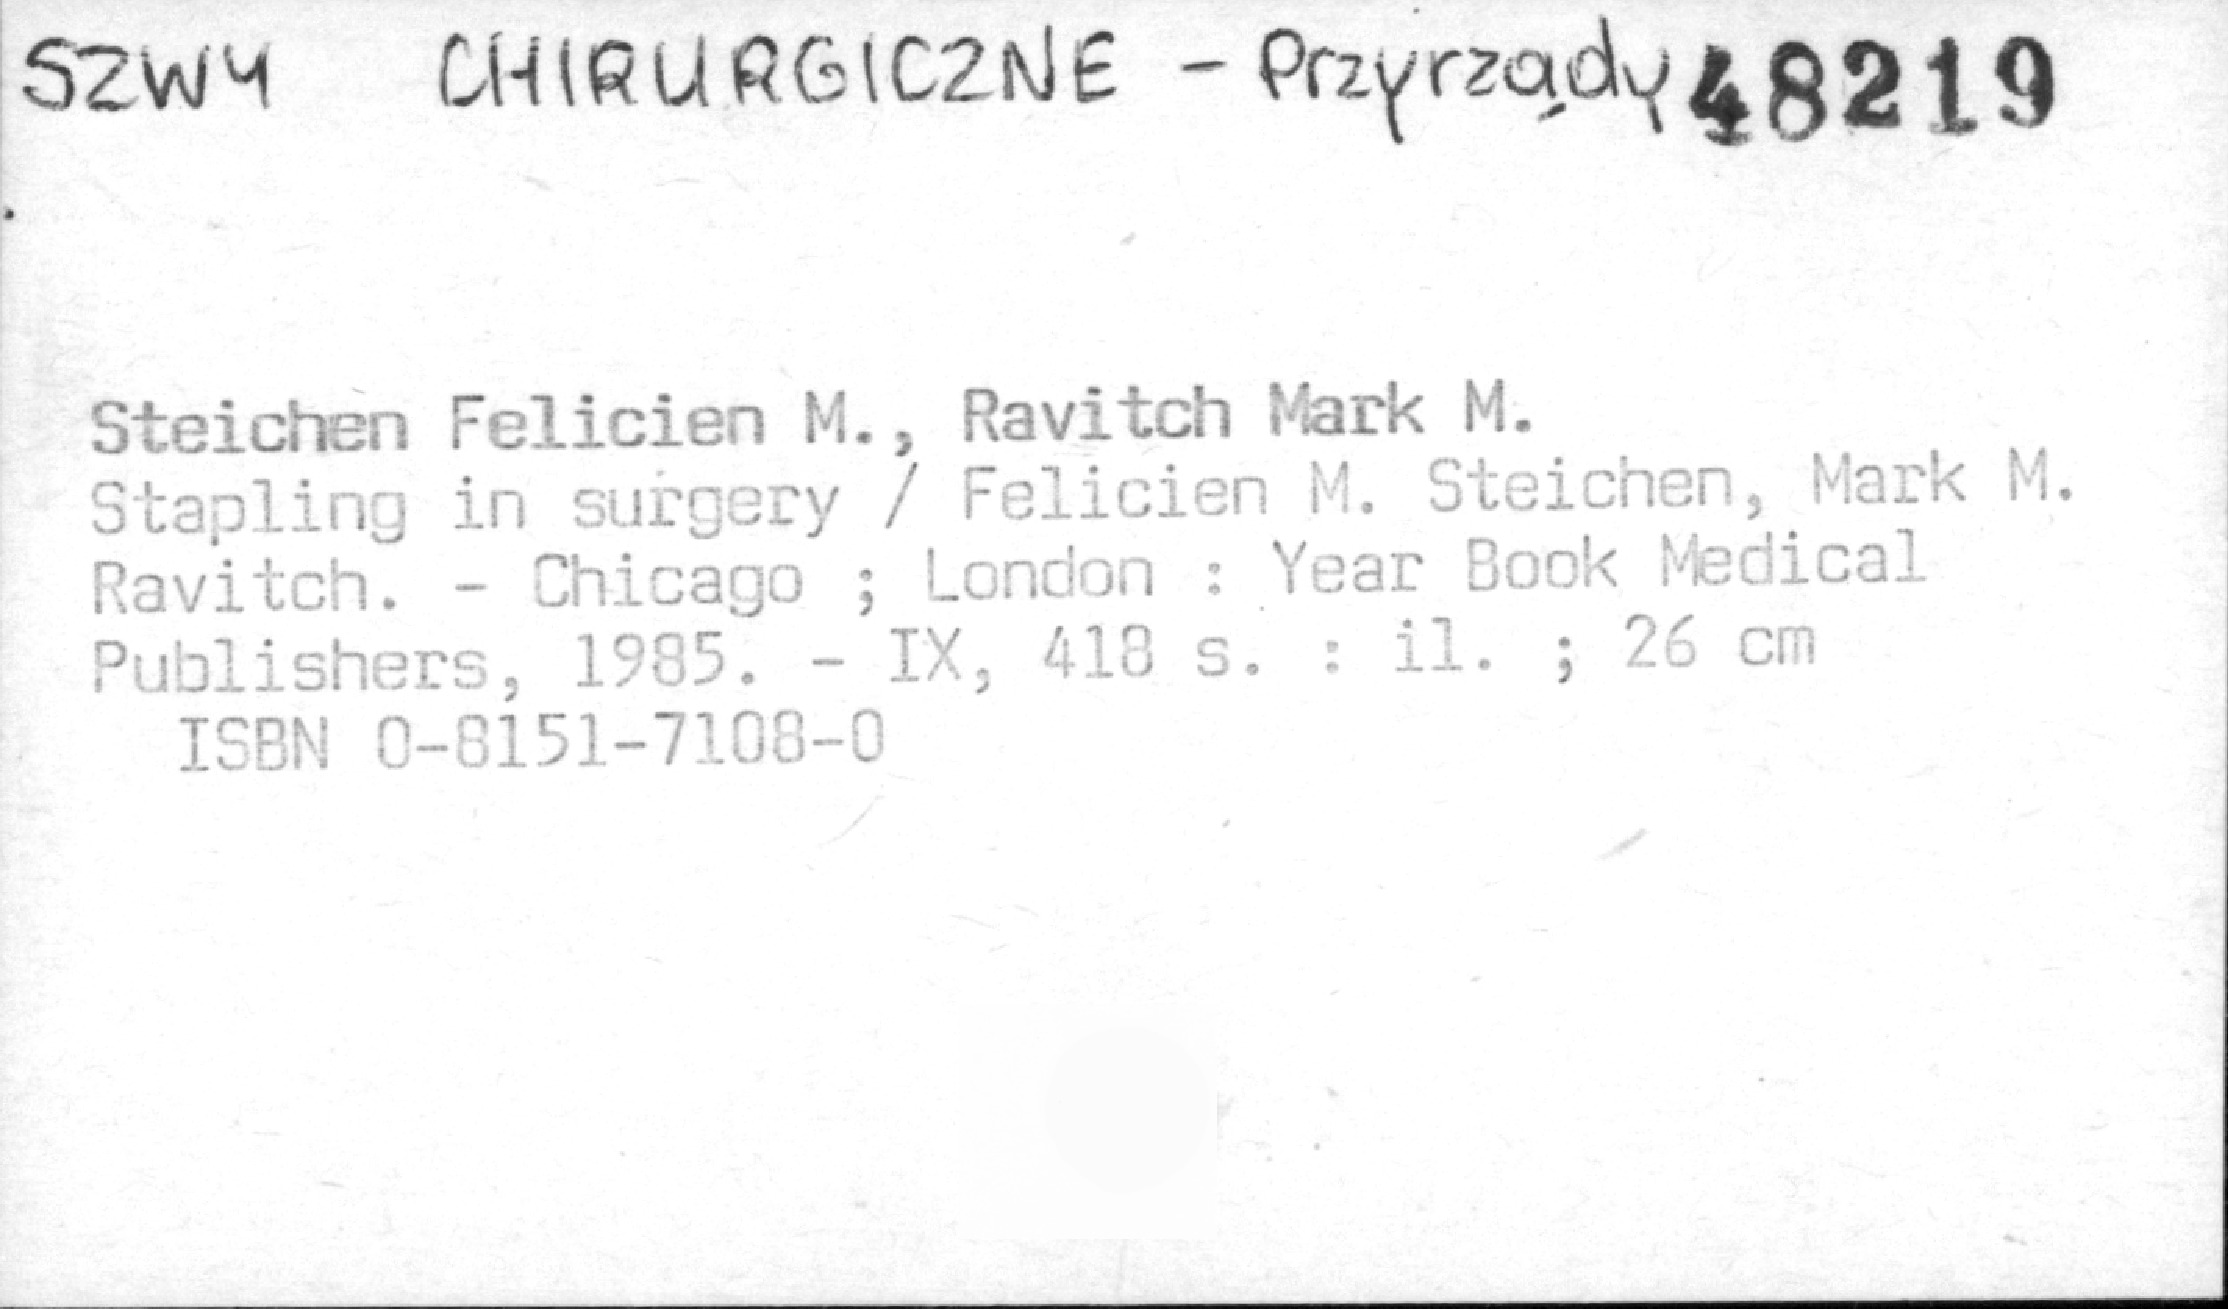 SZWY CHIRURGICZNE - Przyrządy 48219
Steichen Felicien M., Ravitch Mark M.
Stapling in surgery / Felicien M. Steichen, Mark M.
Ravitch. - Chicago ; London : Year Book Medical
Publishers, 1985. - IX, 418 s. : il. ; 26 cm
ISBN 0-8151-7108-0